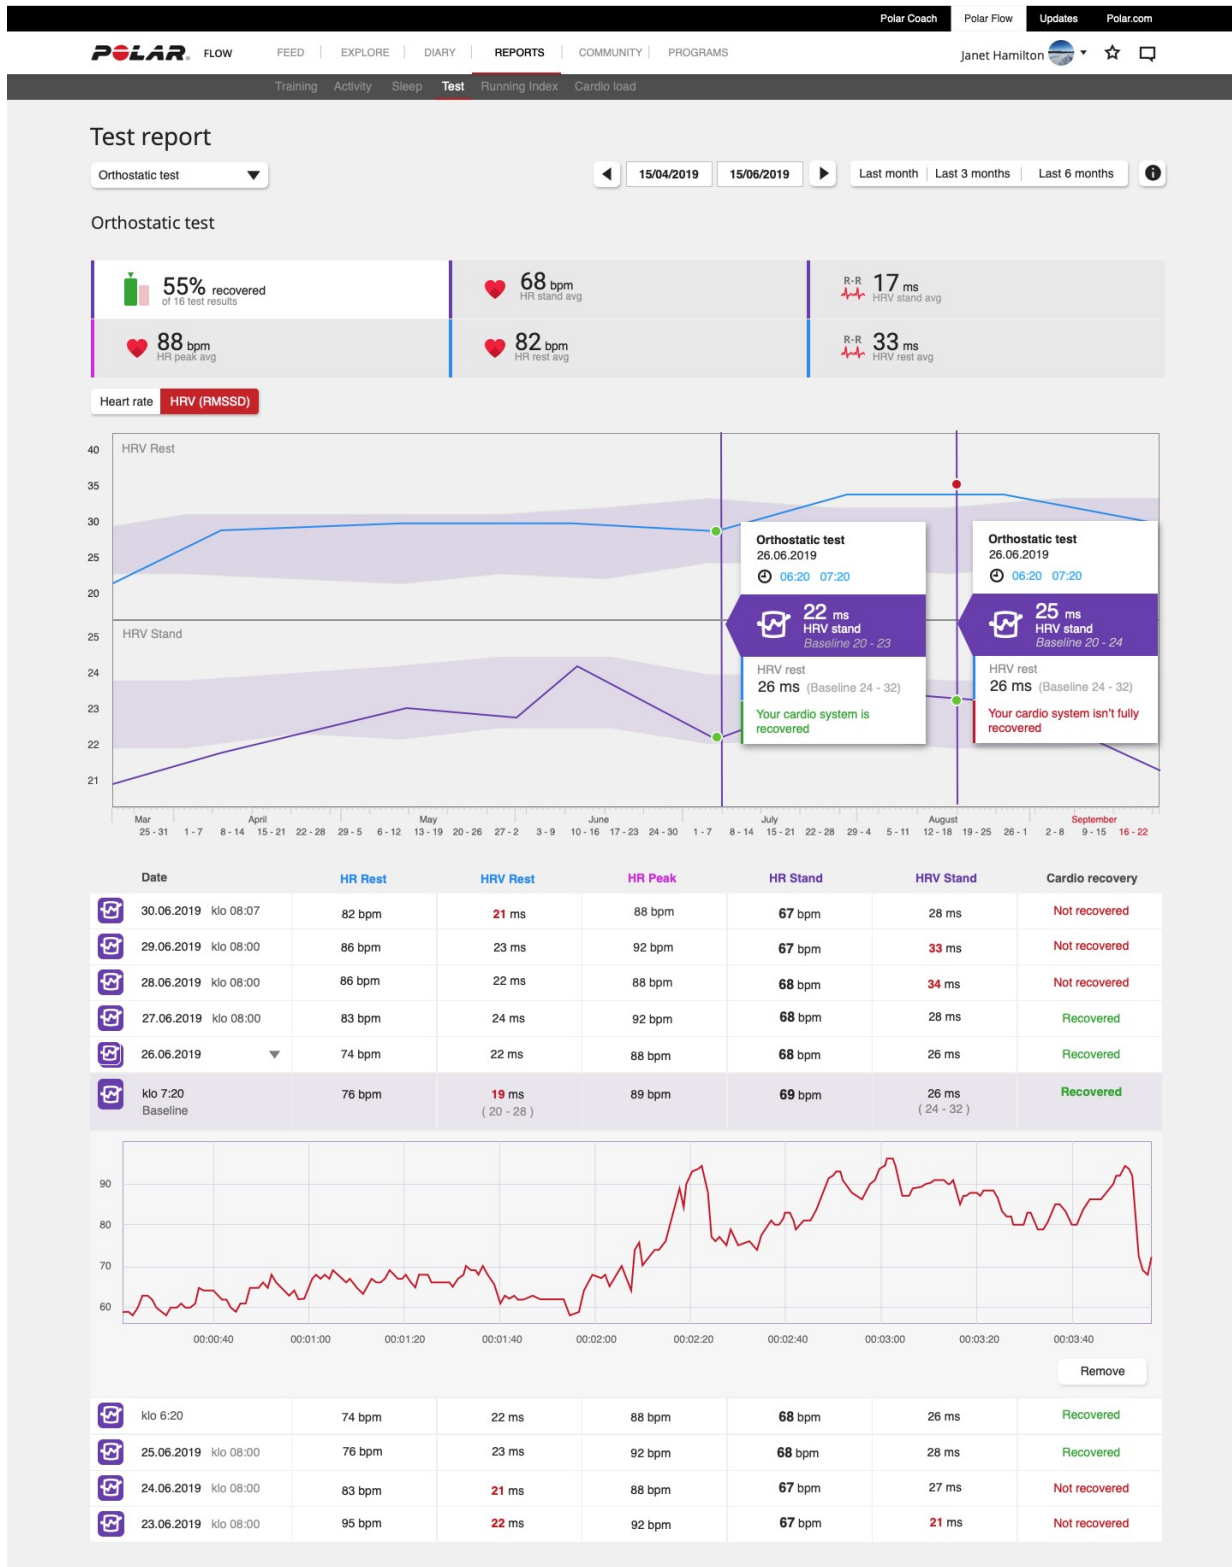 Polar Coach Polar Flow Updates Polar.com
POLAR. FLOW FEED EXPLORE DIARY REPORTS COMMUNITY PROGRAMS Janet Hamilton
Training Activity Sleep Test Running Index Cardio load
Test report
Orthostatic test 15/04/2019 15/06/2019 Last month Last 3 months Last 6 months i
Orthostatic test
55% recovered
of 16 test results
68 bpm
HR stand avg
R-R 17 ms
HRV stand avg
88 bpm
HR peak avg
82 bpm
HR rest avg
R-R 33 ms
HRV rest avg
Heart rate HRV (RMSSD)
HRV Rest
40
35
30
25
20
HRV Stand
25
24
23
22
21
Orthostatic test
26.06.2019
06:20 07:20
22 ms
HRV stand
Baseline 20 - 23
HRV rest
26 ms (Baseline 24 - 32)
Your cardio system is
recovered
Orthostatic test
26.06.2019
06:20 07:20
25 ms
HRV stand
Baseline 20 - 24
HRV rest
26 ms (Baseline 24 - 32)
Your cardio system isn't fully
recovered
Mar April May June July August September
25 - 31 1 - 7 8 - 14 15 - 21 22 - 28 29 - 5 6 - 12 13 - 19 20 - 26 27 - 2 3 - 9 10 - 16 17 - 23 24 - 30 1 - 7 8 - 14 15 - 21 22 - 28 29 - 4 5 - 11 12 - 18 19 - 25 26 - 1 2 - 8 9 - 15 16 - 22
Date HR Rest HRV Rest HR Peak HR Stand HRV Stand Cardio recovery
30.06.2019 klo 08:07 82 bpm 21 ms 88 bpm 67 bpm 28 ms Not recovered
29.06.2019 klo 08:00 86 bpm 23 ms 92 bpm 67 bpm 33 ms Not recovered
28.06.2019 klo 08:00 86 bpm 22 ms 88 bpm 68 bpm 34 ms Not recovered
27.06.2019 klo 08:00 83 bpm 24 ms 92 bpm 68 bpm 28 ms Recovered
26.06.2019 74 bpm 22 ms 88 bpm 68 bpm 26 ms Recovered
klo 7:20 76 bpm 19 ms 89 bpm 69 bpm 26 ms Recovered
Baseline ( 20 - 28 ) ( 24 - 32 )
90
80
70
60
00:00:40 00:01:00 00:01:20 00:01:40 00:02:00 00:02:20 00:02:40 00:03:00 00:03:20 00:03:40
Remove
klo 6:20 74 bpm 22 ms 88 bpm 68 bpm 26 ms Recovered
25.06.2019 klo 08:00 76 bpm 23 ms 92 bpm 68 bpm 28 ms Recovered
24.06.2019 klo 08:00 83 bpm 21 ms 88 bpm 67 bpm 27 ms Not recovered
23.06.2019 klo 08:00 95 bpm 22 ms 92 bpm 67 bpm 21 ms Not recovered